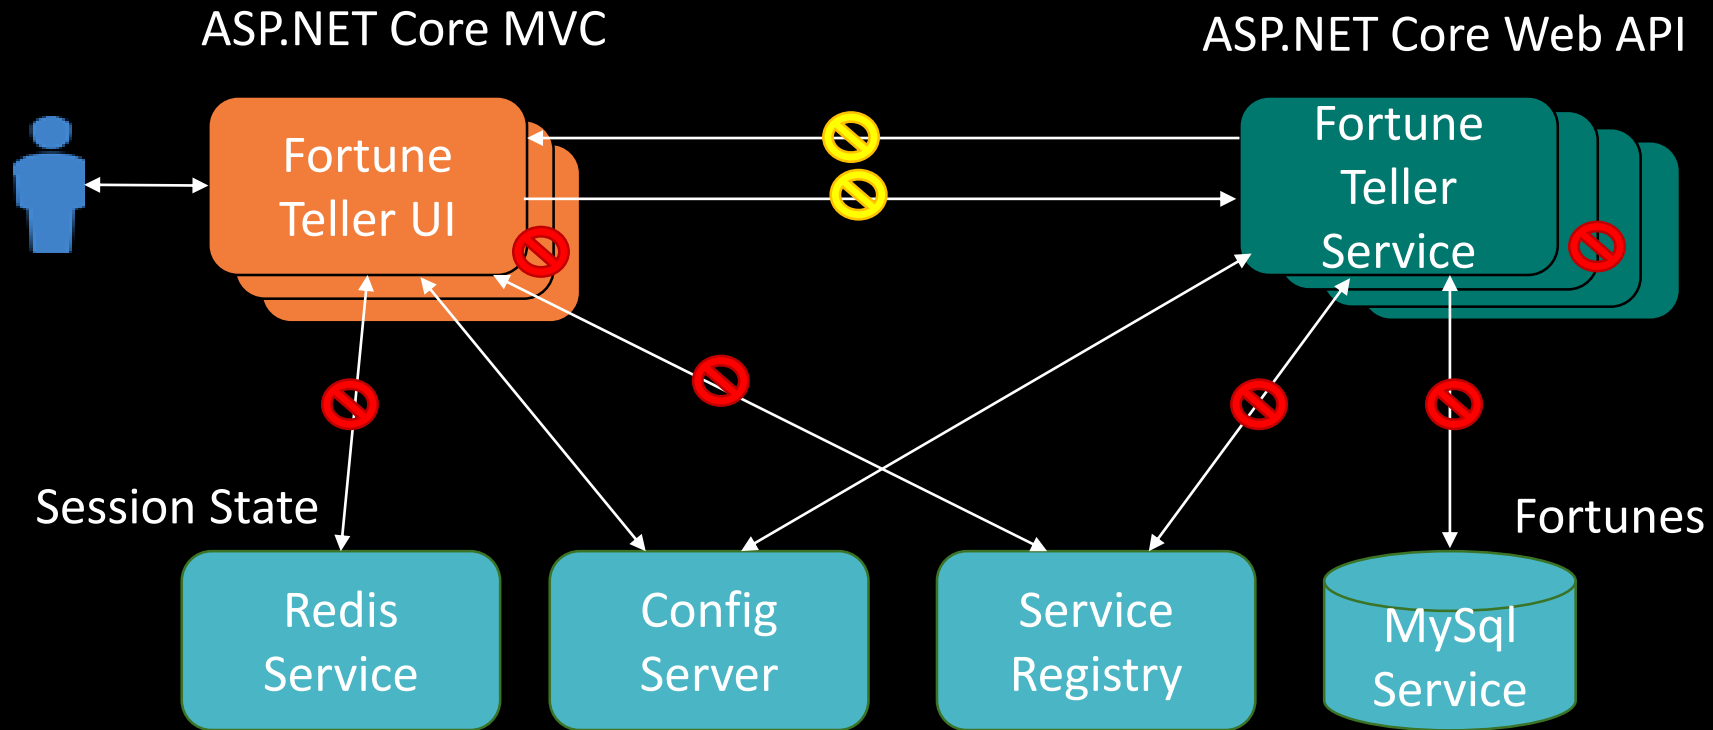 ASP.NET Core MVC
ASP.NET Core Web API
Fortune
Teller UI
Fortune
Teller
Service
Session State
Fortunes
Redis
Service
Config
Server
Service
Registry
MySql
Service